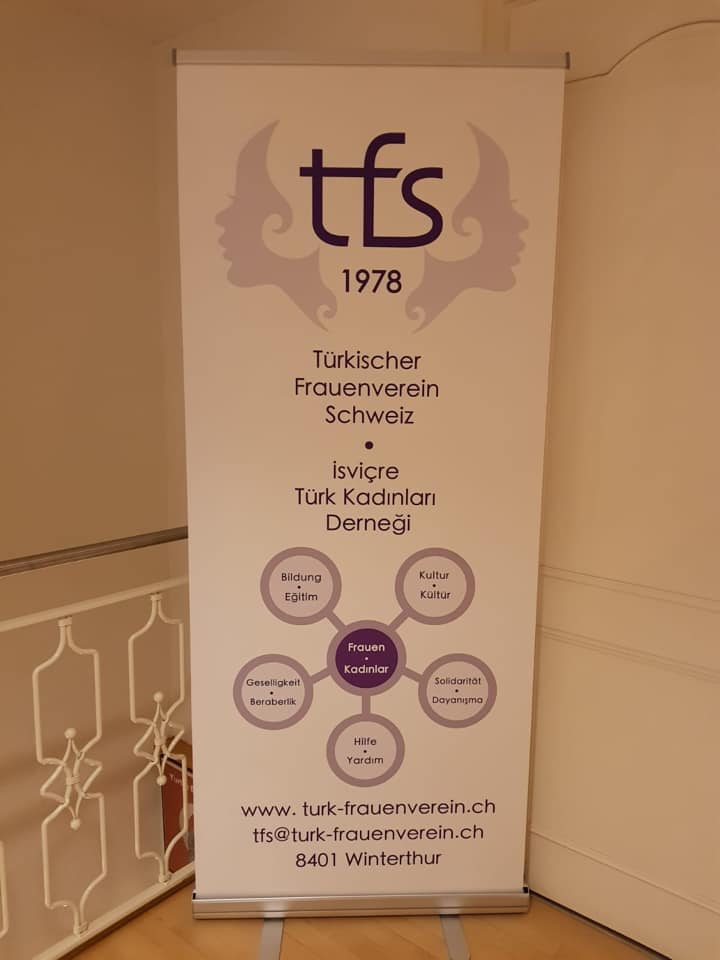 tfs
1978
Türkischer
Frauenverein
Schweiz
•
İsviçre
Türk Kadınları
Derneği
Bildung
•
Eğitim
Kultur
•
Kültür
Frauen
•
Kadınlar
Geselligkeit
•
Beraberlik
Solidarität
•
Dayanışma
Hilfe
•
Yardım
www. turk-frauenverein.ch
tfs@turk-frauenverein.ch
8401 Winterthur